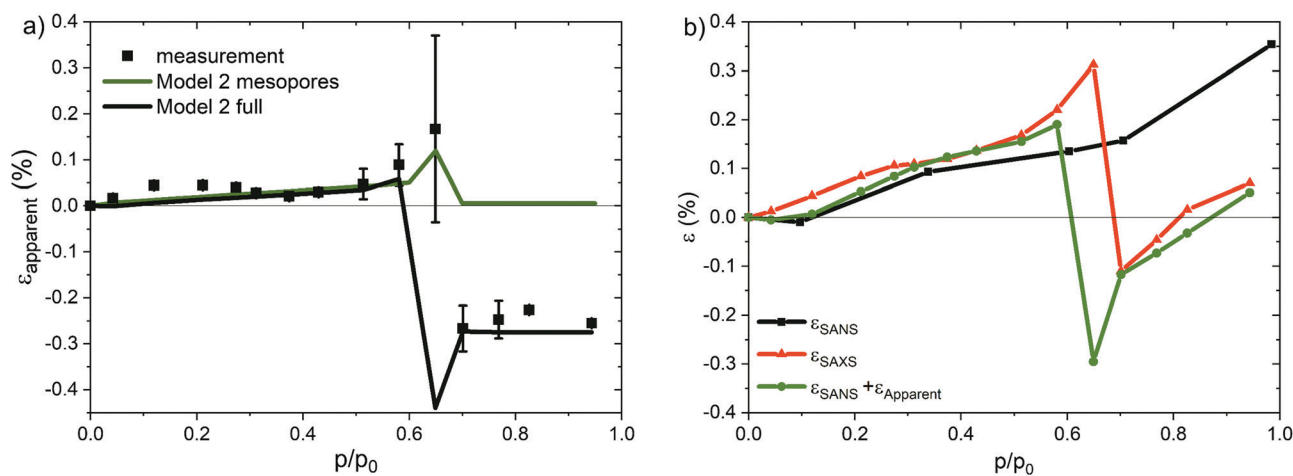 a)
measurement
Model 2 mesopores
Model 2 full
0.4
0.3
0.2
0.1
0.0
-0.1
-0.2
-0.3
-0.4
εapparent (%)
0.0 0.2 0.4 0.6 0.8 1.0
p/p0
b)
0.4
0.3
0.2
0.1
0.0
-0.1
-0.2
-0.3
-0.4
ε (%)
εSANS
εSAXS
εSANS +εApparent
0.0 0.2 0.4 0.6 0.8 1.0
p/p0